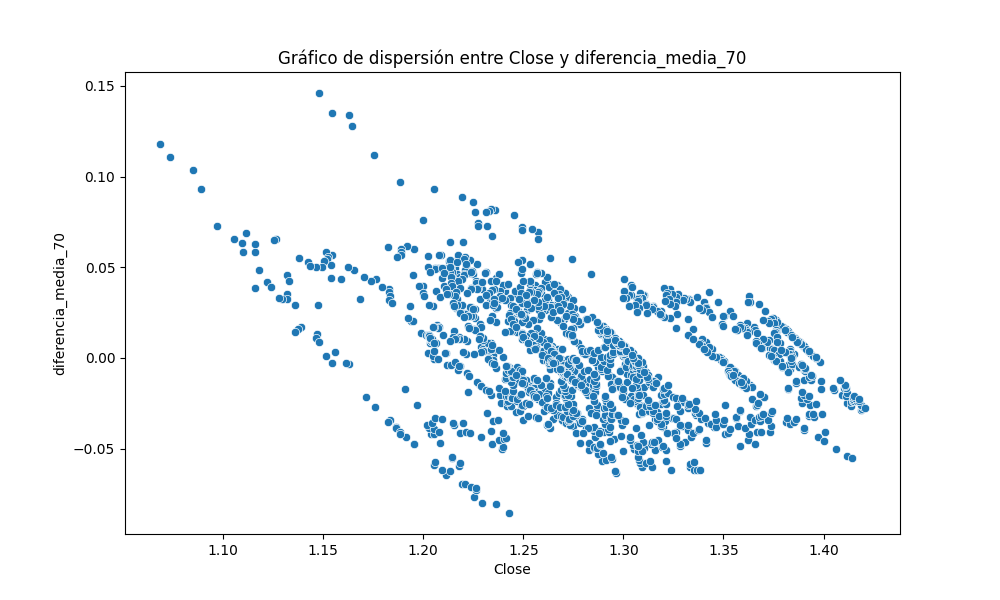 Gráfico de dispersión entre Close y diferencia_media_70
diferencia_media_70
0.15
0.10
0.05
0.00
−0.05
1.10 1.15 1.20 1.25 1.30 1.35 1.40
Close